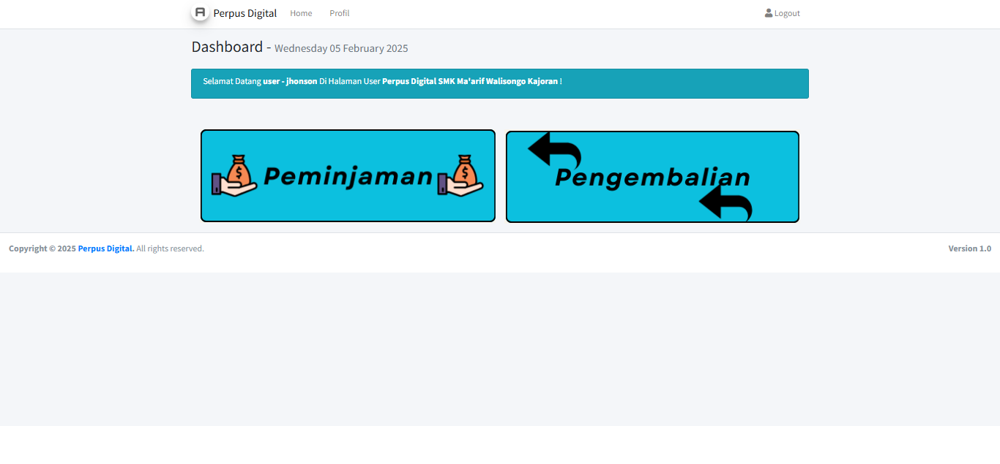 Perpus Digital Home Profil Logout
Dashboard - Wednesday 05 February 2025
Selamat Datang user - jhonson Di Halaman User Perpus Digital SMK Ma'arif Walisongo Kajoran !
$ Peminjaman $
Pengembalian
Copyright © 2025 Perpus Digital. All rights reserved. Version 1.0